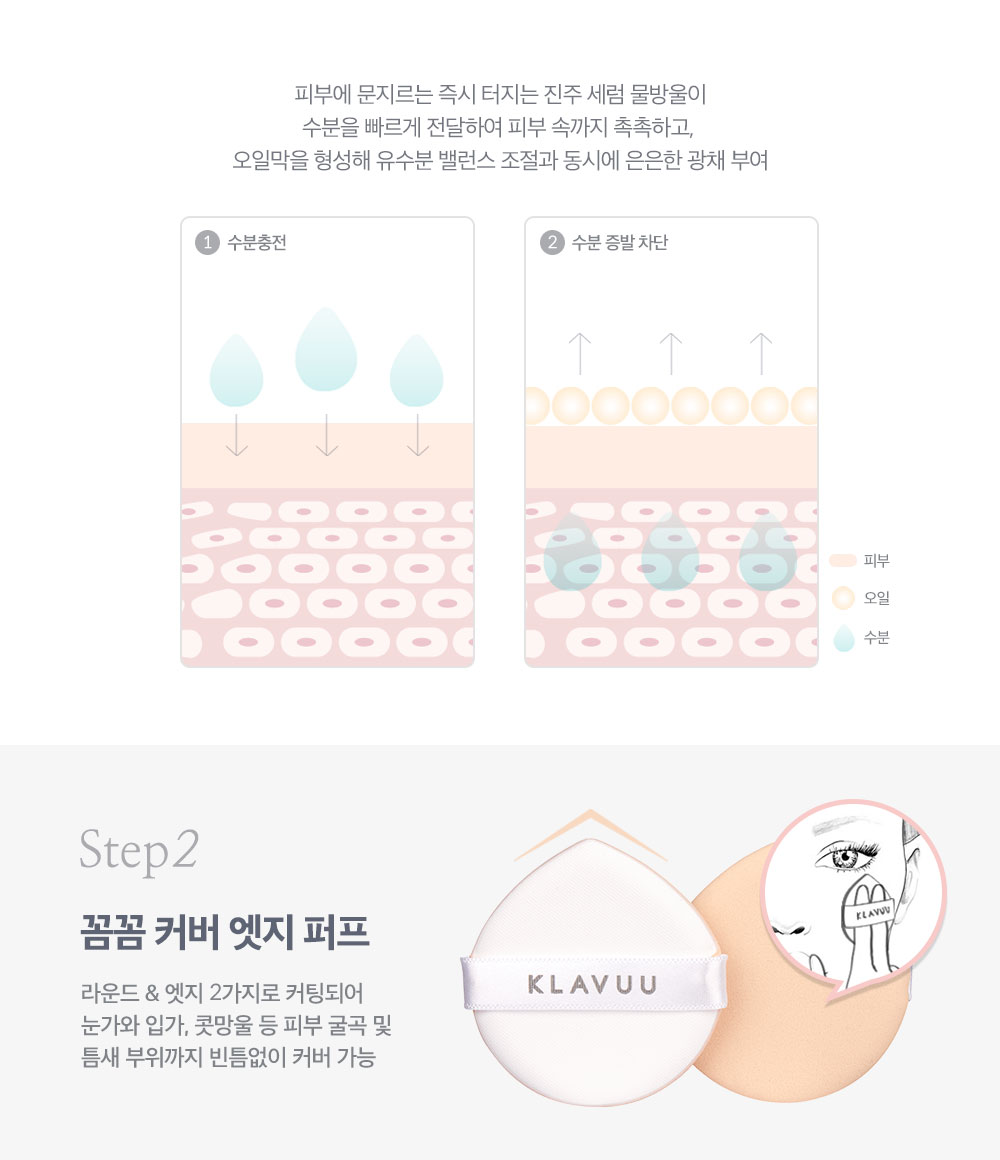 피부에 문지르는 즉시 터지는 진주 세럼 물방울이
수분을 빠르게 전달하여 피부 속까지 촉촉하고,
오일막을 형성해 유수분 밸런스 조절과 동시에 은은한 광채 부여
1 수분충전
2 수분 증발 차단
피부
오일
수분
Step2
꼼꼼 커버 엣지 퍼프
라운드 & 엣지 2가지로 커팅되어
눈가와 입가, 콧망울 등 피부 굴곡 및
틈새 부위까지 빈틈없이 커버 가능
KLAVUU
KLAVUU